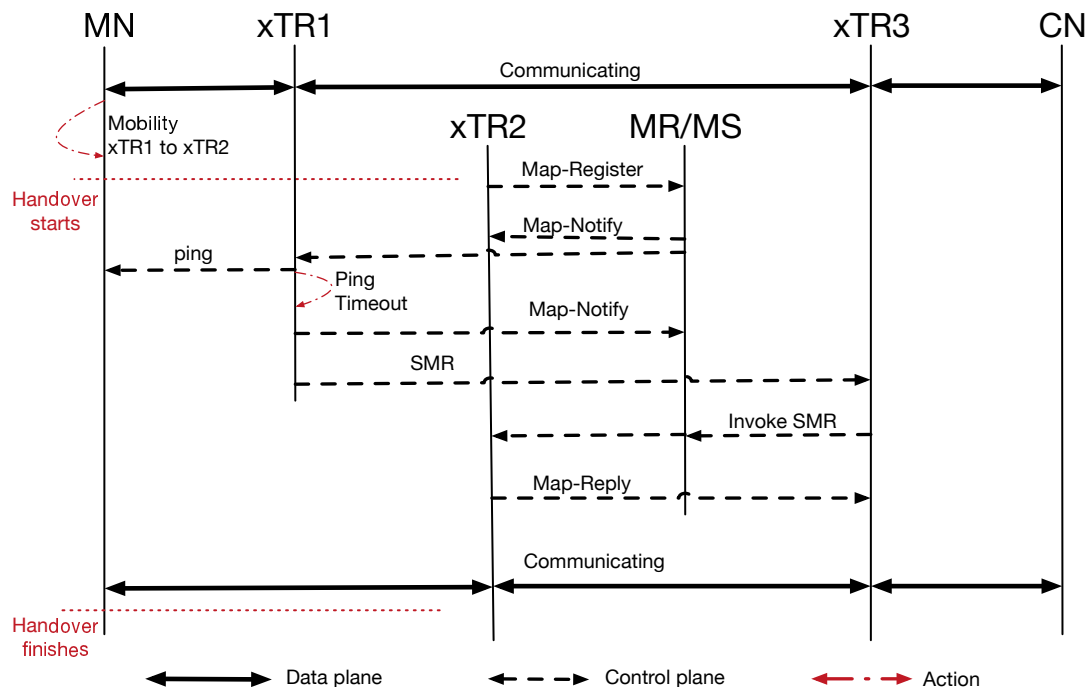 MN xTR1 xTR3 CN
Communicating
Mobility
xTR1 to xTR2
xTR2 MR/MS
Map-Register
Handover
starts
Map-Notify
ping
Ping
Timeout
Map-Notify
SMR
Invoke SMR
Map-Reply
Communicating
Handover
finishes
Data plane Control plane Action